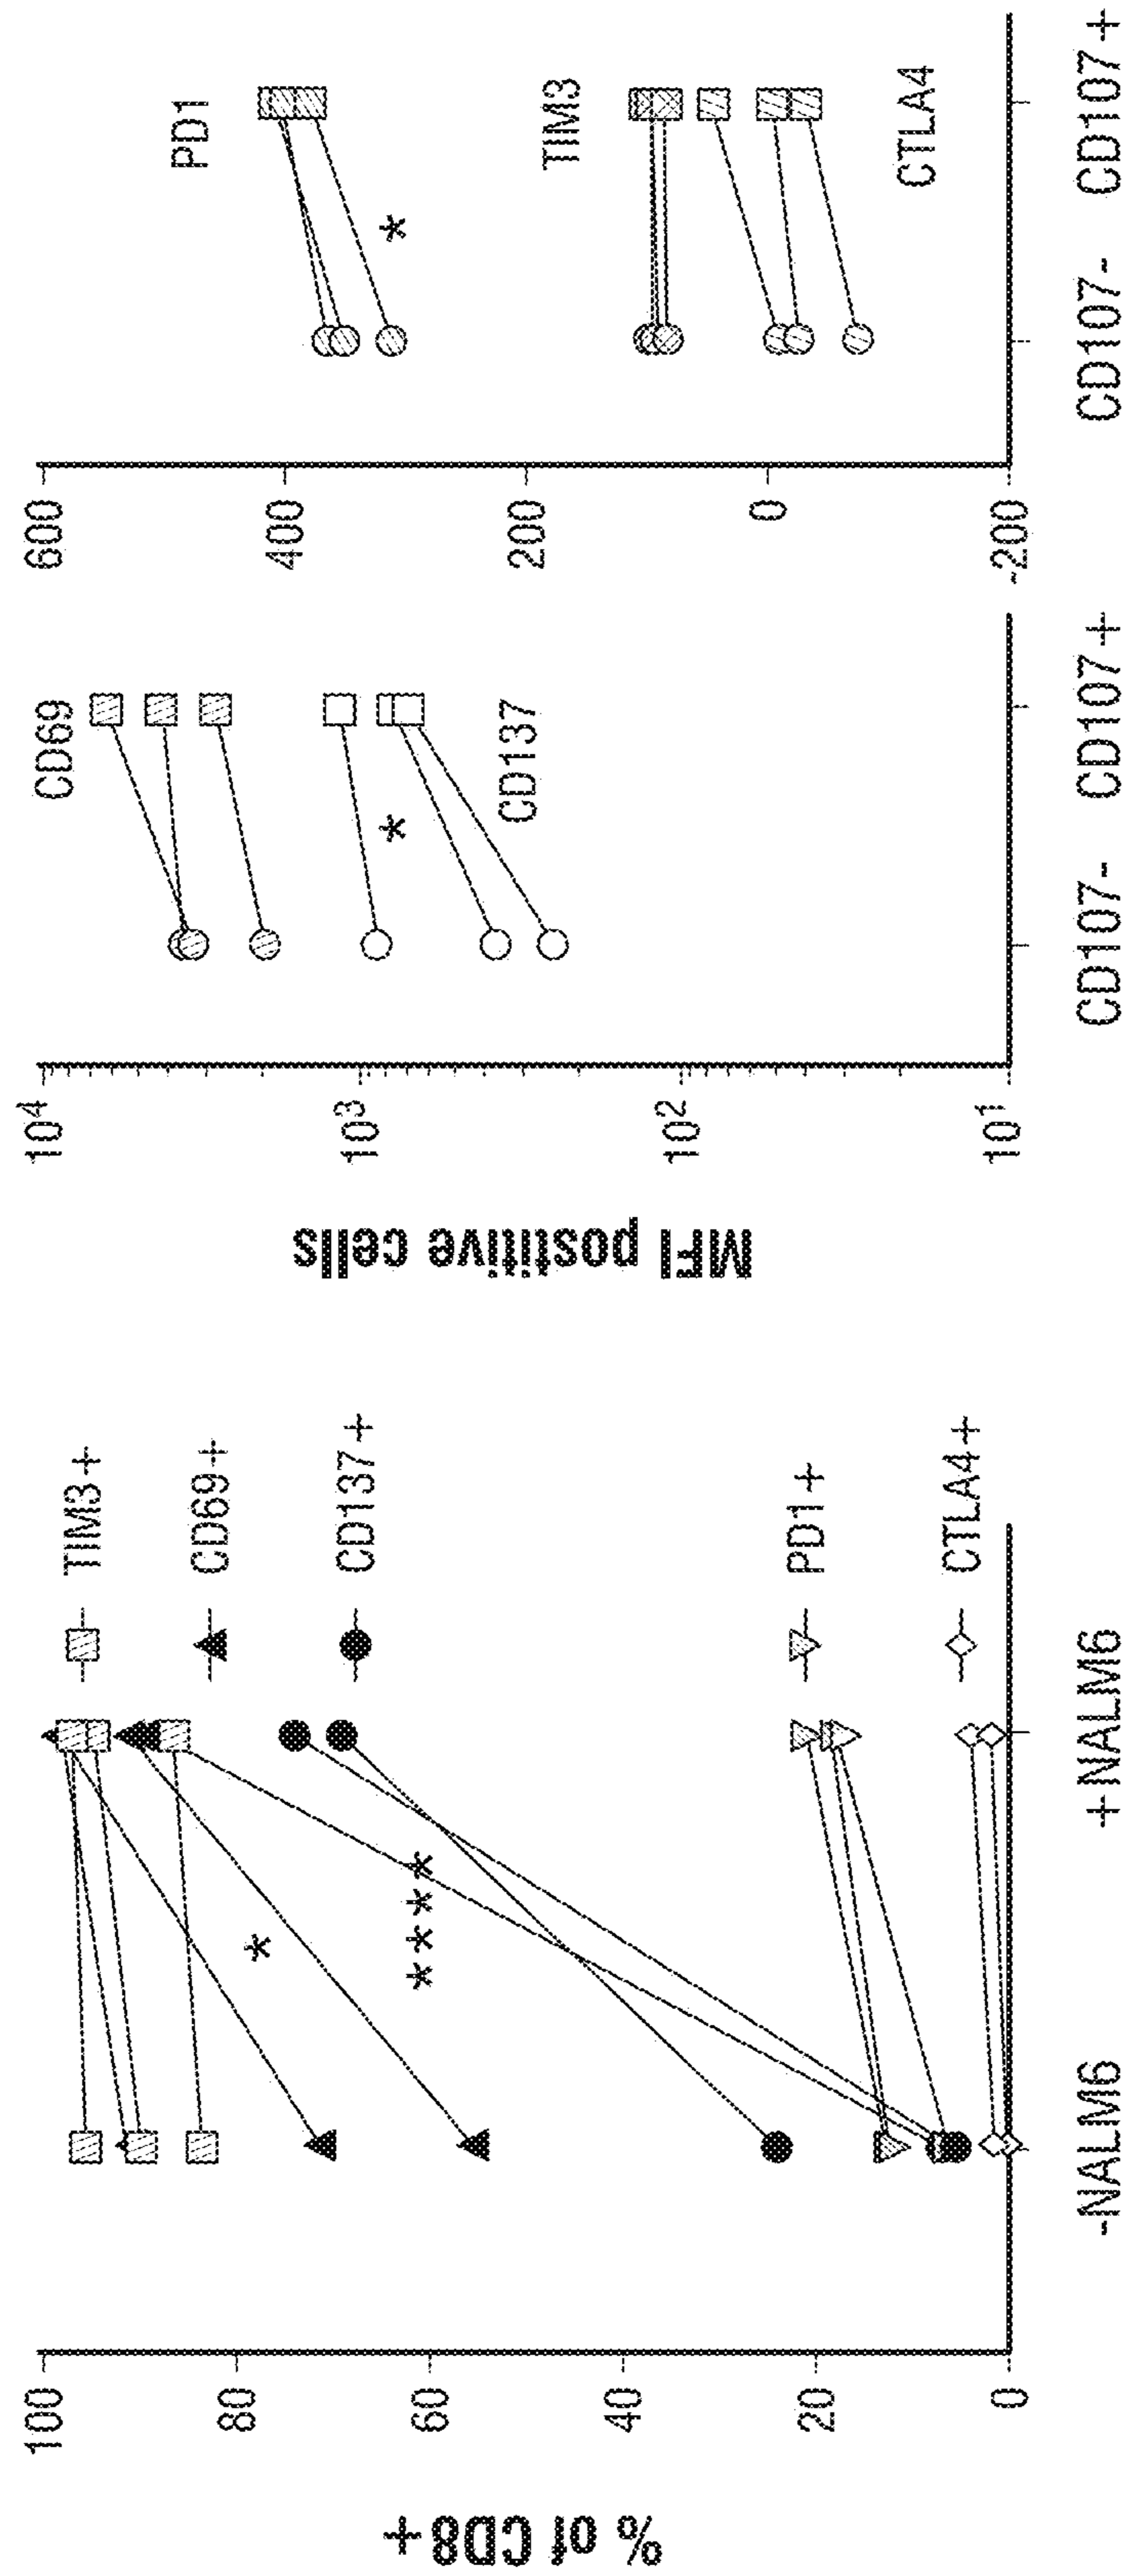 % of CD8+
100
80
60
40
20
0
-NALM6
+NALM6
*
****
TIM3+
CD69+
CD137+
PD1+
CTLA4+
MFI postitive cells
10⁴
10³
10²
10¹
CD69
*
CD137
CD107-
CD107+
600
400
200
0
-200
PD1
*
TIM3
CTLA4
CD107-
CD107+